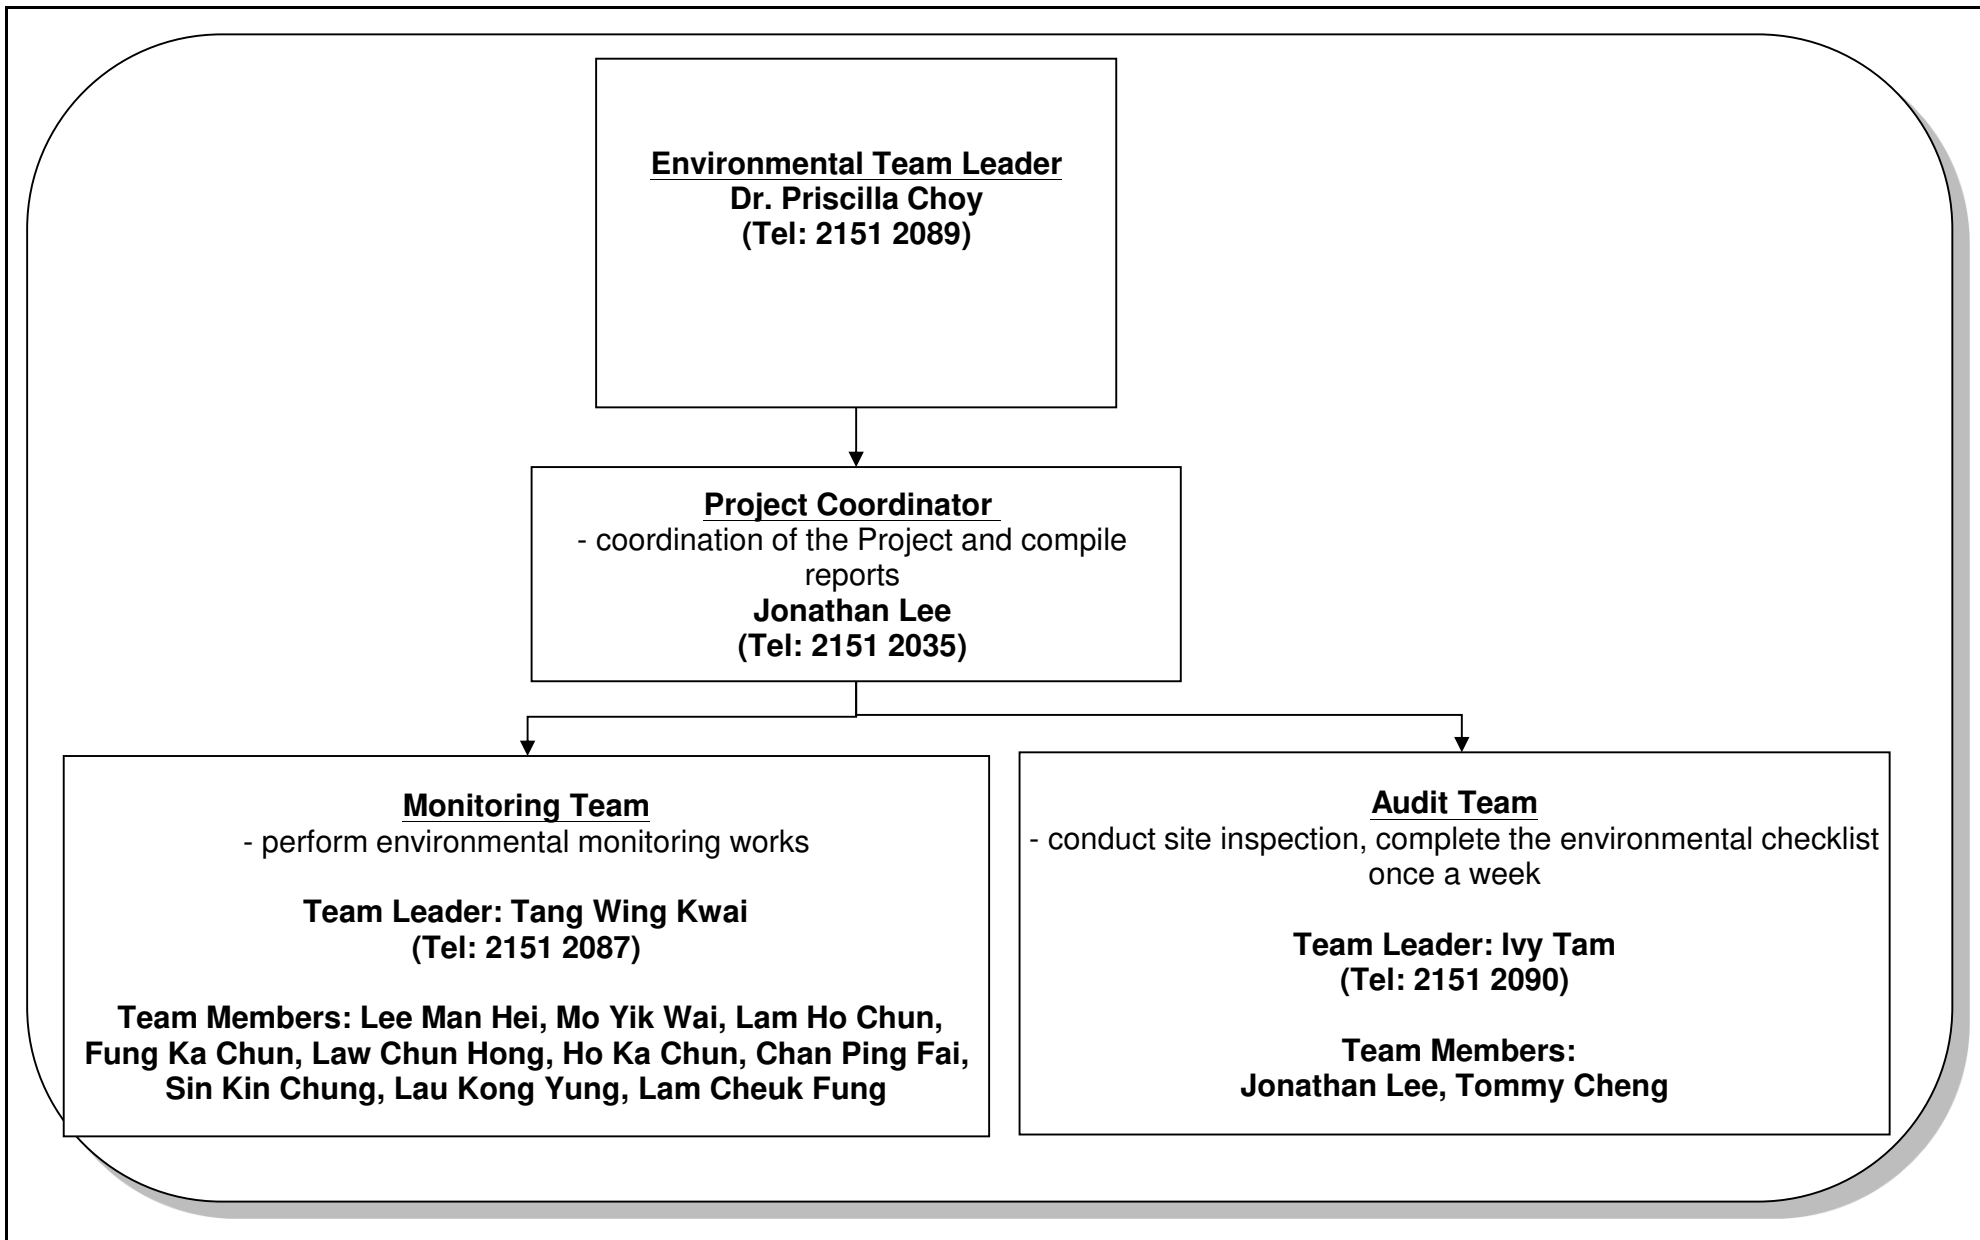 Environmental Team Leader
Dr. Priscilla Choy
(Tel: 2151 2089)
Project Coordinator
- coordination of the Project and compile
reports
Jonathan Lee
(Tel: 2151 2035)
Monitoring Team
- perform environmental monitoring works
Team Leader: Tang Wing Kwai
(Tel: 2151 2087)
Team Members: Lee Man Hei, Mo Yik Wai, Lam Ho Chun,
Fung Ka Chun, Law Chun Hong, Ho Ka Chun, Chan Ping Fai,
Sin Kin Chung, Lau Kong Yung, Lam Cheuk Fung
Audit Team
- conduct site inspection, complete the environmental checklist
once a week
Team Leader: Ivy Tam
(Tel: 2151 2090)
Team Members:
Jonathan Lee, Tommy Cheng